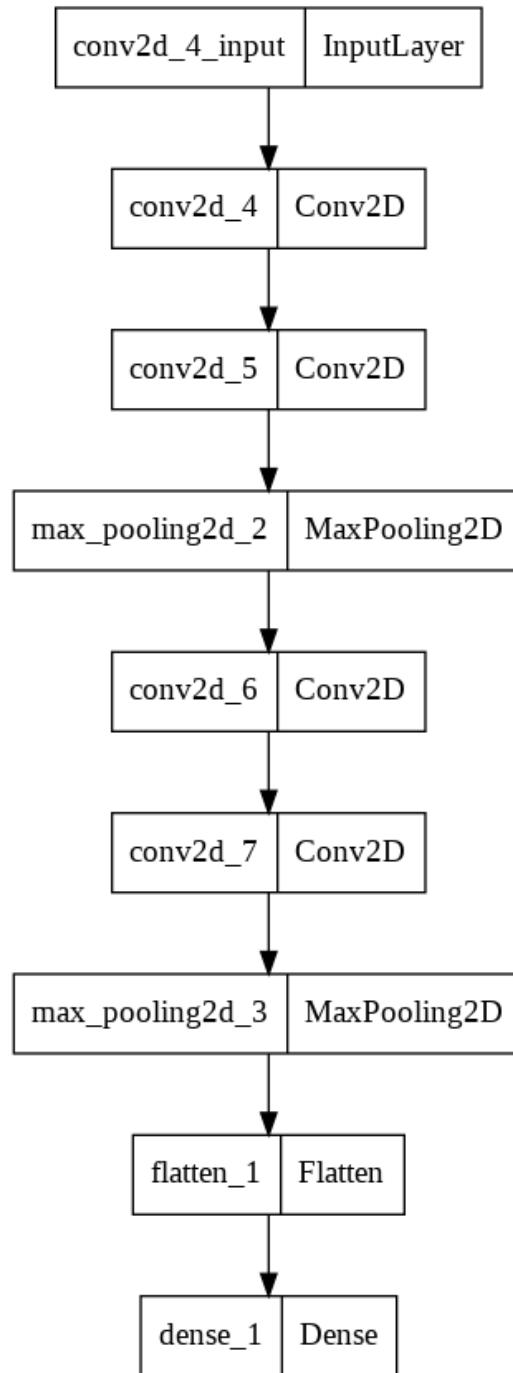 conv2d_4_input InputLayer
conv2d_4 Conv2D
conv2d_5 Conv2D
max_pooling2d_2 MaxPooling2D
conv2d_6 Conv2D
conv2d_7 Conv2D
max_pooling2d_3 MaxPooling2D
flatten_1 Flatten
dense_1 Dense